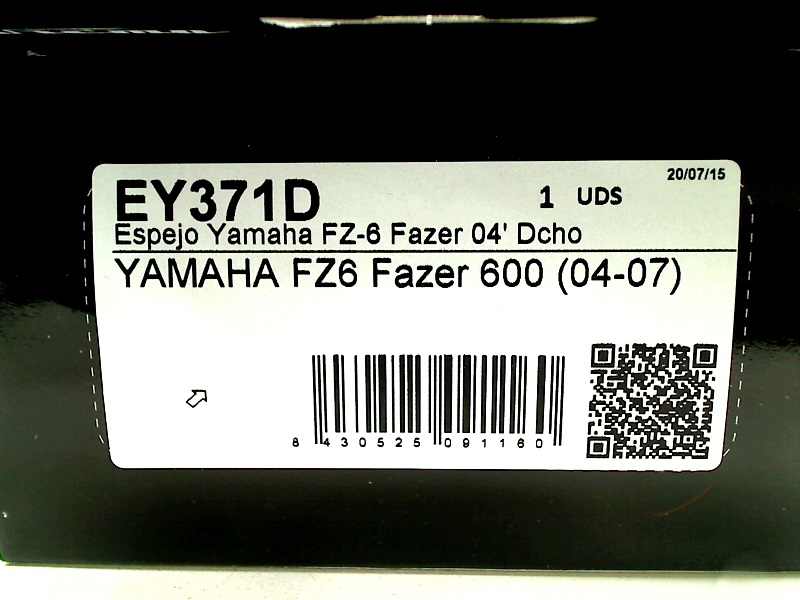 20/07/15
EY371D 1 UDS
Espejo Yamaha FZ-6 Fazer 04' Dcho
YAMAHA FZ6 Fazer 600 (04-07)
8 430525 091160